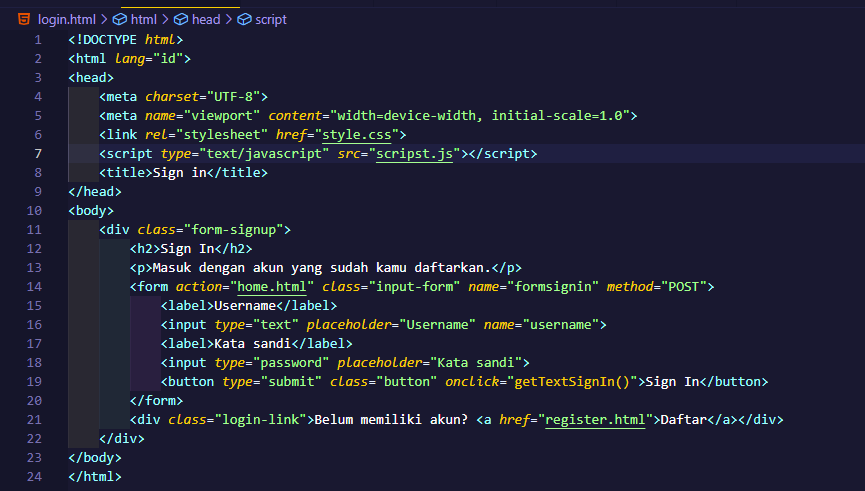 login.html > html > head > script
1 <!DOCTYPE html>
2 <html lang="id">
3 <head>
4 <meta charset="UTF-8">
5 <meta name="viewport" content="width=device-width, initial-scale=1.0">
6 <link rel="stylesheet" href="style.css">
7 <script type="text/javascript" src="scripst.js"></script>
8 <title>Sign in</title>
9 </head>
10 <body>
11 <div class="form-signup">
12 <h2>Sign In</h2>
13 <p>Masuk dengan akun yang sudah kamu daftarkan.</p>
14 <form action="home.html" class="input-form" name="formsignin" method="POST">
15 <label>Username</label>
16 <input type="text" placeholder="Username" name="username">
17 <label>Kata sandi</label>
18 <input type="password" placeholder="Kata sandi">
19 <button type="submit" class="button" onclick="getTextSignIn()">Sign In</button>
20 </form>
21 <div class="login-link">Belum memiliki akun? <a href="register.html">Daftar</a></div>
22 </div>
23 </body>
24 </html>